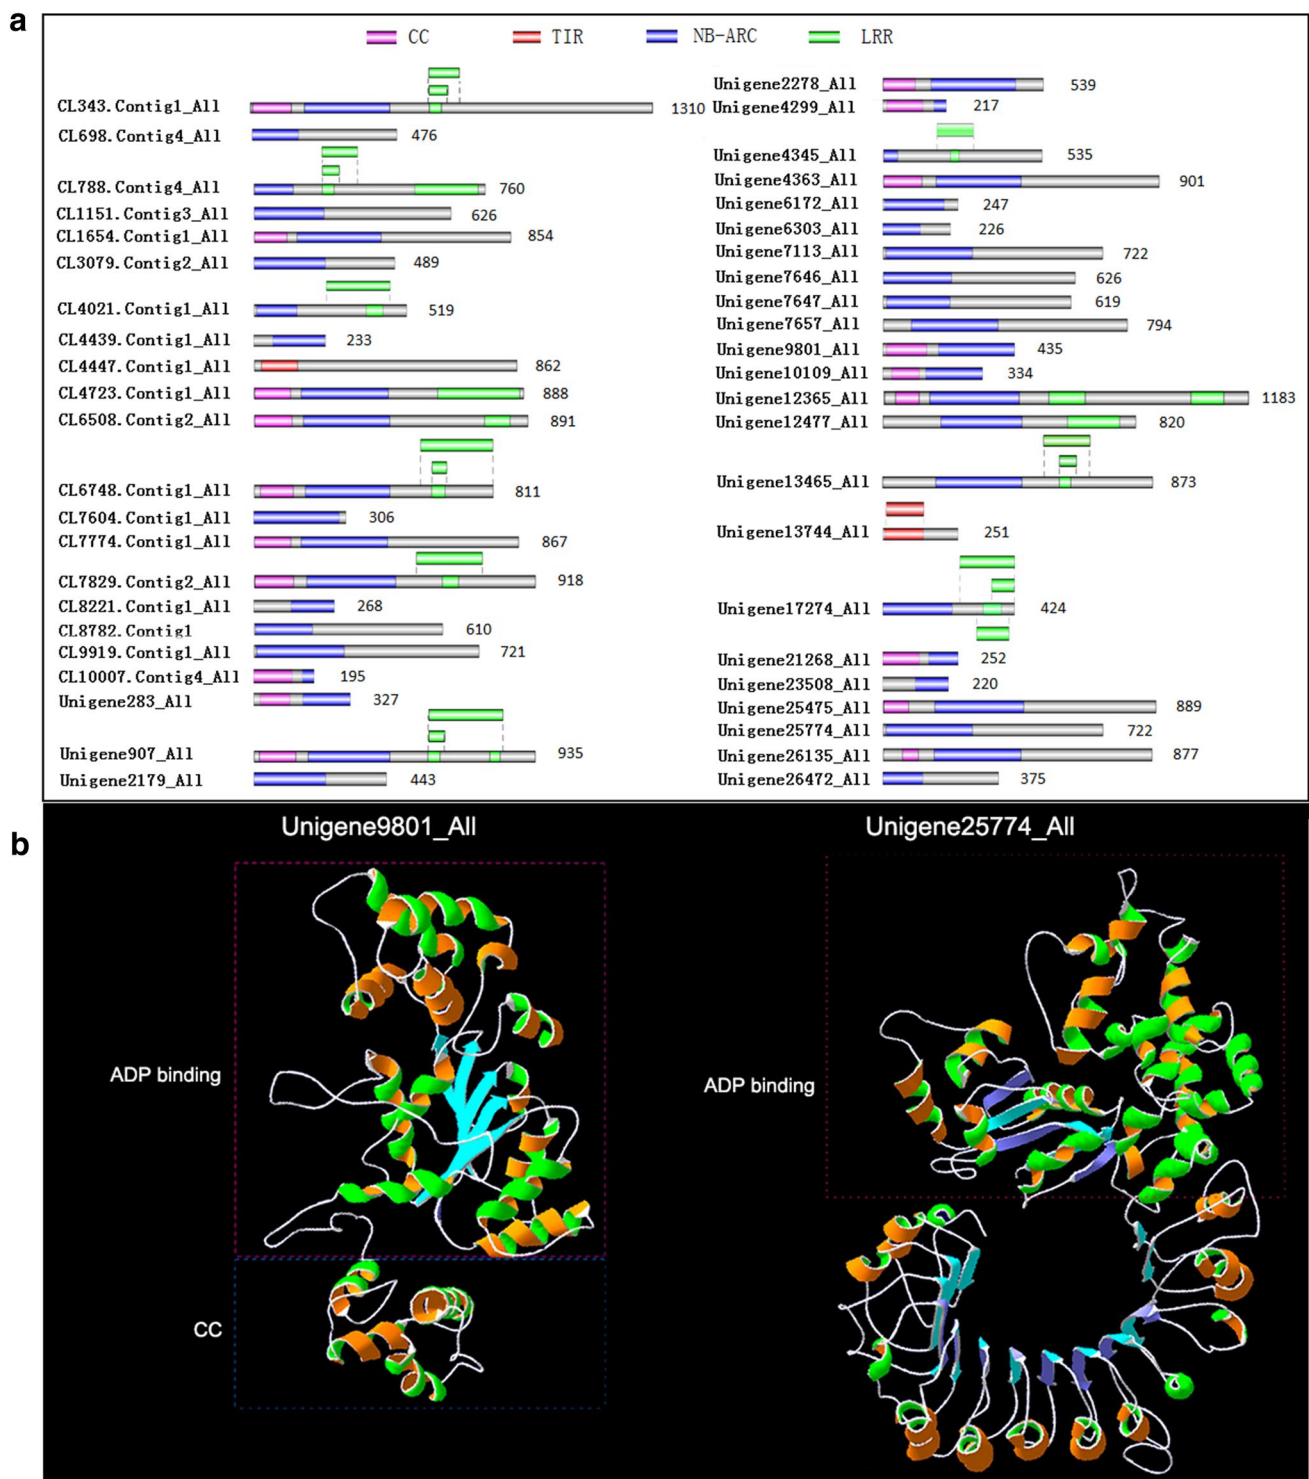 a
CC TIR NB-ARC LRR
CL343.Contig1_All 1310
CL698.Contig4_All 476
CL788.Contig4_All 760
CL1151.Contig3_All 626
CL1654.Contig1_All 854
CL3079.Contig2_All 489
CL4021.Contig1_All 519
CL4439.Contig1_All 233
CL4447.Contig1_All 862
CL4723.Contig1_All 888
CL6508.Contig2_All 891
CL6748.Contig1_All 811
CL7604.Contig1_All 306
CL7774.Contig1_All 867
CL7829.Contig2_All 918
CL8221.Contig1_All 268
CL8782.Contig1 610
CL9919.Contig1_All 721
CL10007.Contig4_All 195
Unigene283_All 327
Unigene907_All 935
Unigene2179_All 443
Unigene2278_All 539
Unigene4299_All 217
Unigene4345_All 535
Unigene4363_All 901
Unigene6172_All 247
Unigene6303_All 226
Unigene7113_All 722
Unigene7646_All 626
Unigene7647_All 619
Unigene7657_All 794
Unigene9801_All 435
Unigene10109_All 334
Unigene12365_All 1183
Unigene12477_All 820
Unigene13465_All 873
Unigene13744_All 251
Unigene17274_All 424
Unigene21268_All 252
Unigene23508_All 220
Unigene25475_All 889
Unigene25774_All 722
Unigene26135_All 877
Unigene26472_All 375
b
Unigene9801_All
ADP binding
CC
Unigene25774_All
ADP binding